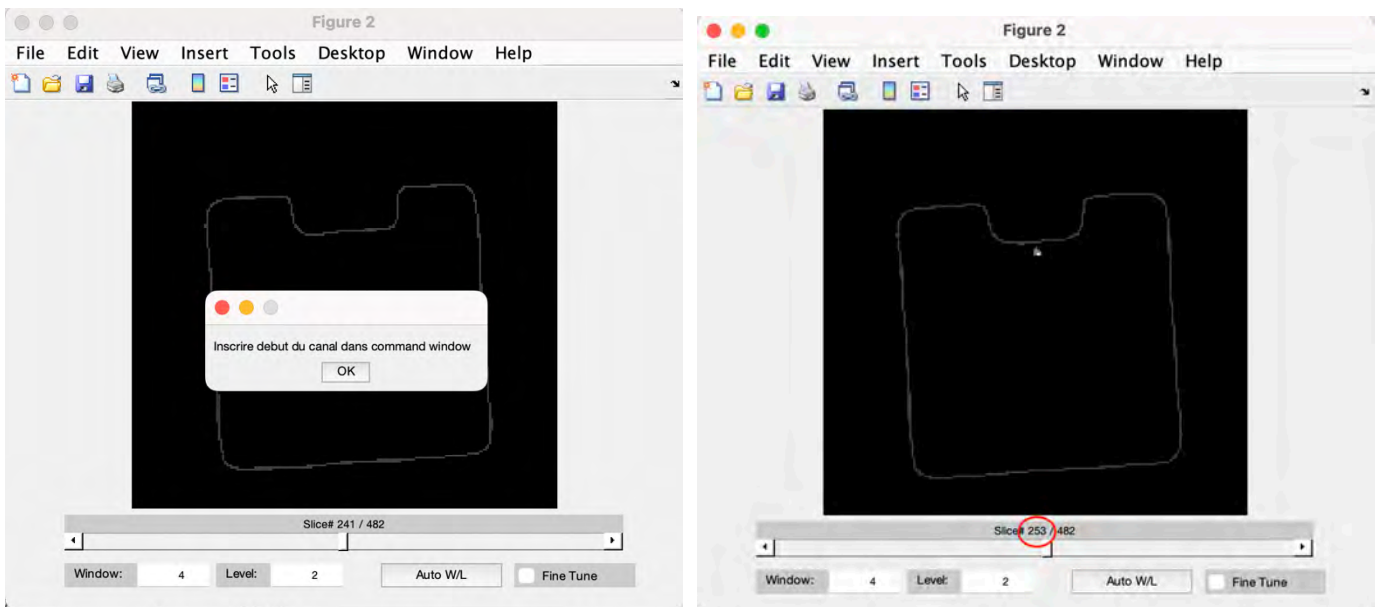 Figure 2
File Edit View Insert Tools Desktop Window Help
Inscrire debut du canal dans command window
OK
Slice# 241 / 482
Window: 4 Level: 2 Auto W/L Fine Tune
Figure 2
File Edit View Insert Tools Desktop Window Help
Slice# 253 / 482
Window: 4 Level: 2 Auto W/L Fine Tune